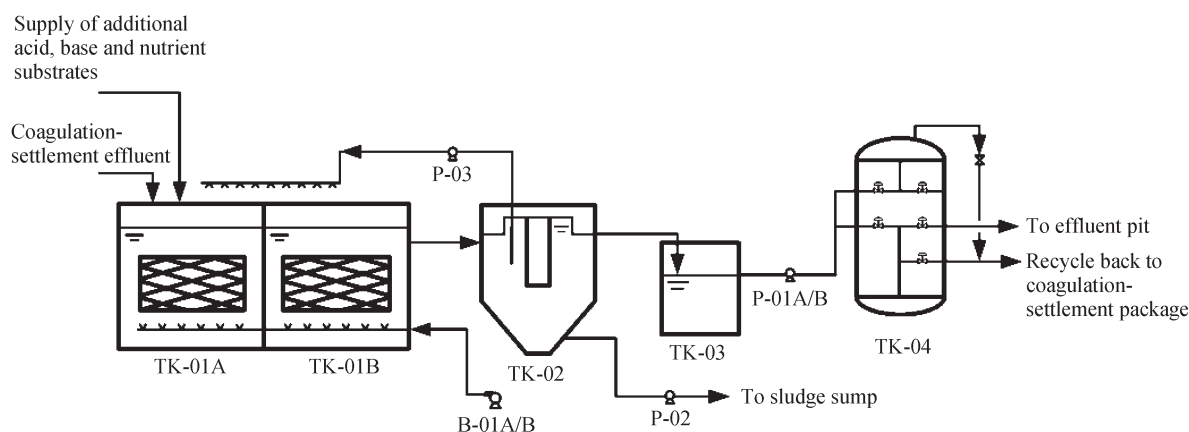 Supply of additional
acid, base and nutrient
substrates
Coagulation-
settlement effluent
P-03
To effluent pit
Recycle back to
coagulation-
settlement package
P-01A/B
TK-01A
TK-01B
TK-02
TK-03
TK-04
B-01A/B
P-02
To sludge sump